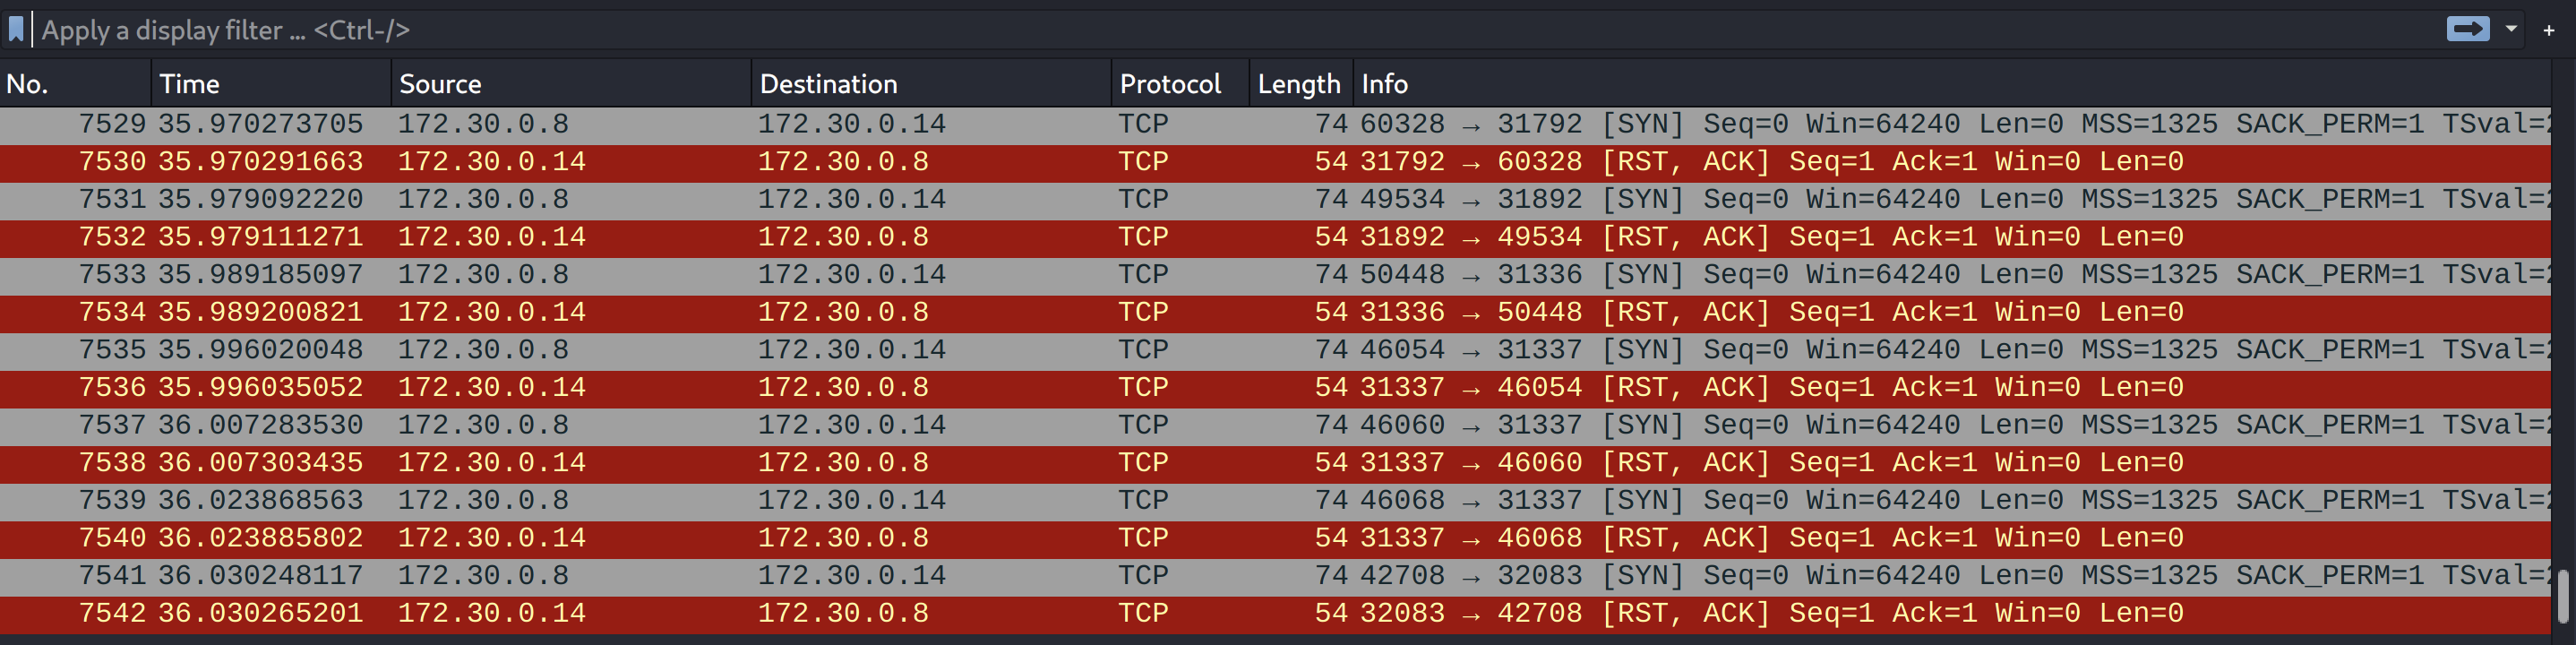 Apply a display filter ... <Ctrl-/> +
No. Time Source Destination Protocol Length Info
7529 35.970273705 172.30.0.8 172.30.0.14 TCP 74 60328 → 31792 [SYN] Seq=0 Win=64240 Len=0 MSS=1325 SACK_PERM=1 TSval=
7530 35.970291663 172.30.0.14 172.30.0.8 TCP 54 31792 → 60328 [RST, ACK] Seq=1 Ack=1 Win=0 Len=0
7531 35.979092220 172.30.0.8 172.30.0.14 TCP 74 49534 → 31892 [SYN] Seq=0 Win=64240 Len=0 MSS=1325 SACK_PERM=1 TSval=
7532 35.979111271 172.30.0.14 172.30.0.8 TCP 54 31892 → 49534 [RST, ACK] Seq=1 Ack=1 Win=0 Len=0
7533 35.989185097 172.30.0.8 172.30.0.14 TCP 74 50448 → 31336 [SYN] Seq=0 Win=64240 Len=0 MSS=1325 SACK_PERM=1 TSval=
7534 35.989200821 172.30.0.14 172.30.0.8 TCP 54 31336 → 50448 [RST, ACK] Seq=1 Ack=1 Win=0 Len=0
7535 35.996020048 172.30.0.8 172.30.0.14 TCP 74 46054 → 31337 [SYN] Seq=0 Win=64240 Len=0 MSS=1325 SACK_PERM=1 TSval=
7536 35.996035052 172.30.0.14 172.30.0.8 TCP 54 31337 → 46054 [RST, ACK] Seq=1 Ack=1 Win=0 Len=0
7537 36.007283530 172.30.0.8 172.30.0.14 TCP 74 46060 → 31337 [SYN] Seq=0 Win=64240 Len=0 MSS=1325 SACK_PERM=1 TSval=
7538 36.007303435 172.30.0.14 172.30.0.8 TCP 54 31337 → 46060 [RST, ACK] Seq=1 Ack=1 Win=0 Len=0
7539 36.023868563 172.30.0.8 172.30.0.14 TCP 74 46068 → 31337 [SYN] Seq=0 Win=64240 Len=0 MSS=1325 SACK_PERM=1 TSval=
7540 36.023885802 172.30.0.14 172.30.0.8 TCP 54 31337 → 46068 [RST, ACK] Seq=1 Ack=1 Win=0 Len=0
7541 36.030248117 172.30.0.8 172.30.0.14 TCP 74 42708 → 32083 [SYN] Seq=0 Win=64240 Len=0 MSS=1325 SACK_PERM=1 TSval=
7542 36.030265201 172.30.0.14 172.30.0.8 TCP 54 32083 → 42708 [RST, ACK] Seq=1 Ack=1 Win=0 Len=0